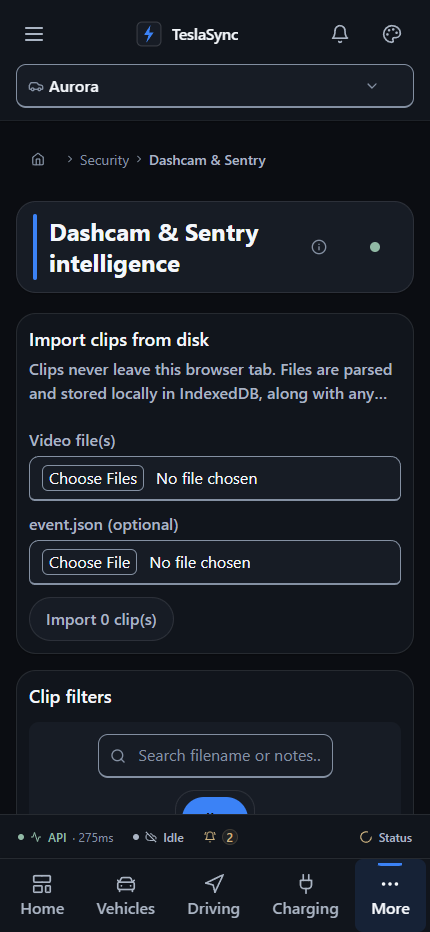 TeslaSync
Aurora
Security
Dashcam & Sentry
Dashcam & Sentry
intelligence
Import clips from disk
Clips never leave this browser tab. Files are parsed
and stored locally in IndexedDB, along with any...
Video file(s)
Choose Files No file chosen
event.json (optional)
Choose File No file chosen
Import 0 clip(s)
Clip filters
Search filename or notes..
API · 275ms Idle 2 Status
Home Vehicles Driving Charging More